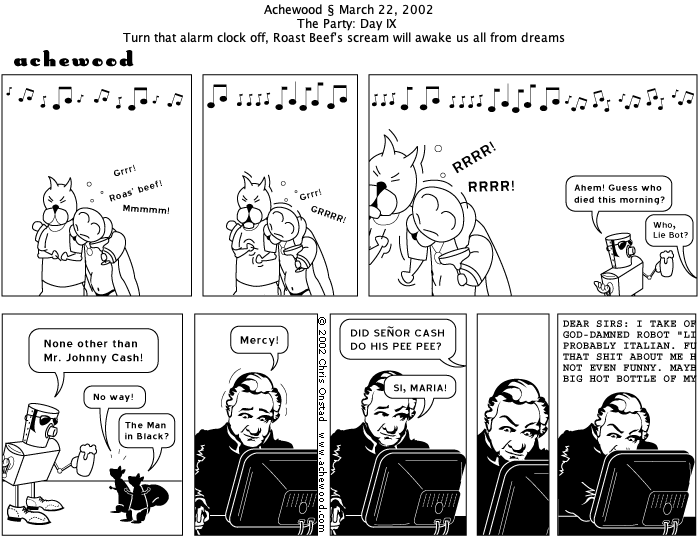 Achewood § March 22, 2002
The Party: Day IX
Turn that alarm clock off, Roast Beef's scream will awake us all from dreams
achewood
Grrr!
Roas' beef!
Mmmmm!
Grrr!
GRRRR!
RRRR!
RRRR!
Ahem! Guess who
died this morning?
Who,
Lie Bot?
None other than
Mr. Johnny Cash!
No way!
The Man
in Black?
Mercy!
© 2002 Chris Onstad www.achewood.com
DID SEÑOR CASH
DO HIS PEE PEE?
SI, MARIA!
DEAR SIRS: I TAKE OF
GOD-DAMNED ROBOT "LI
PROBABLY ITALIAN. FU
THAT SHIT ABOUT ME H
NOT EVEN FUNNY. MAYB
BIG HOT BOTTLE OF MY